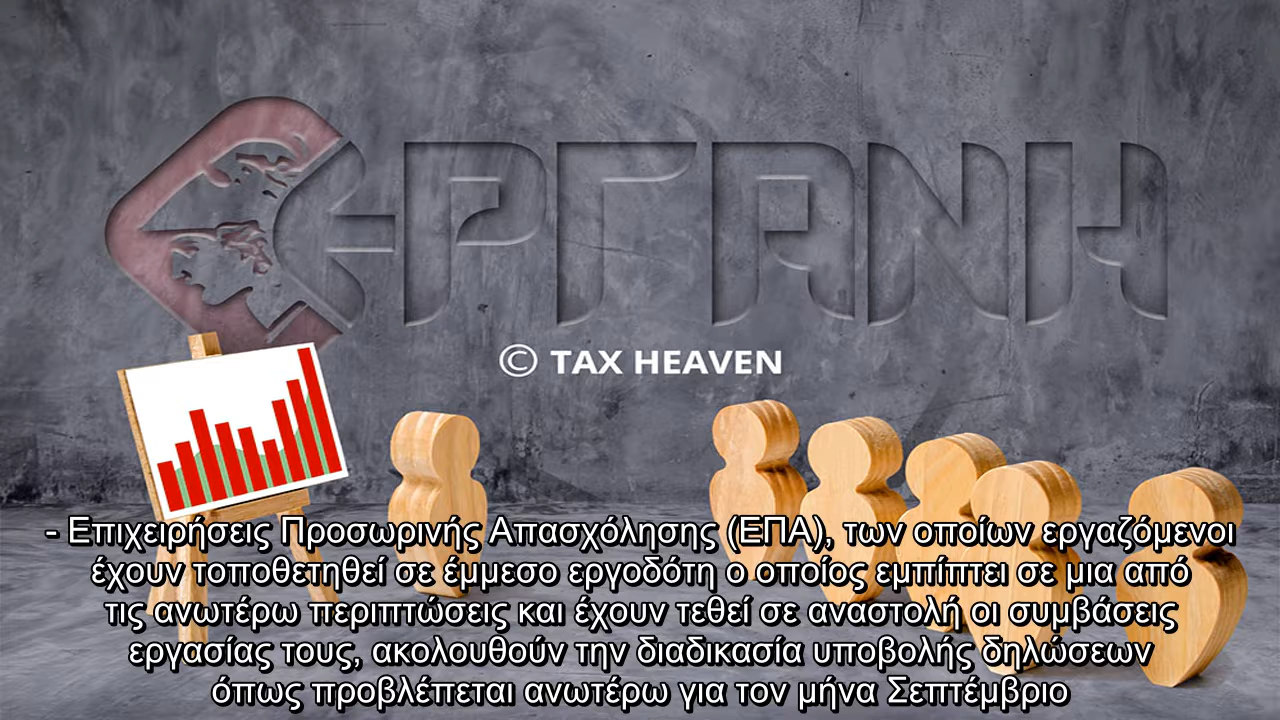 ΕΡΓΑΝΗ
© TAX HEAVEN
- Επιχειρήσεις Προσωρινής Απασχόλησης (ΕΠΑ), των οποίων εργαζόμενοι
έχουν τοποθετηθεί σε έμμεσο εργοδότη ο οποίος εμπίπτει σε μια από
τις ανωτέρω περιπτώσεις και έχουν τεθεί σε αναστολή οι συμβάσεις
εργασίας τους, ακολουθούν την διαδικασία υποβολής δηλώσεων
όπως προβλέπεται ανωτέρω για τον μήνα Σεπτέμβριο